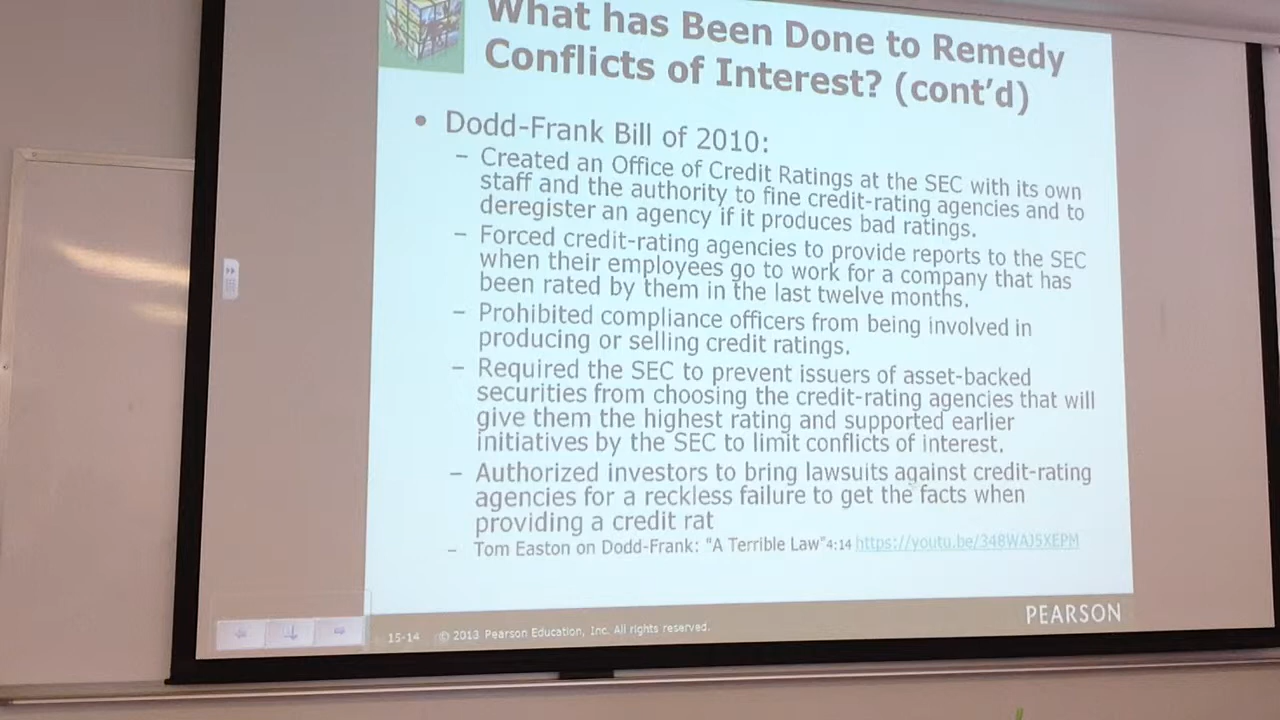 What has Been Done to Remedy
Conflicts of Interest? (cont'd)
• Dodd-Frank Bill of 2010:
– Created an Office of Credit Ratings at the SEC with its own
staff and the authority to fine credit-rating agencies and to
deregister an agency if it produces bad ratings.
– Forced credit-rating agencies to provide reports to the SEC
when their employees go to work for a company that has
been rated by them in the last twelve months.
– Prohibited compliance officers from being involved in
producing or selling credit ratings.
– Required the SEC to prevent issuers of asset-backed
securities from choosing the credit-rating agencies that will
give them the highest rating and supported earlier
initiatives by the SEC to limit conflicts of interest.
– Authorized investors to bring lawsuits against credit-rating
agencies for a reckless failure to get the facts when
providing a credit rat
– Tom Easton on Dodd-Frank: "A Terrible Law"4:14 https://youtu.be/348WAJ5XEPM
15-14 © 2013 Pearson Education, Inc. All rights reserved.
PEARSON